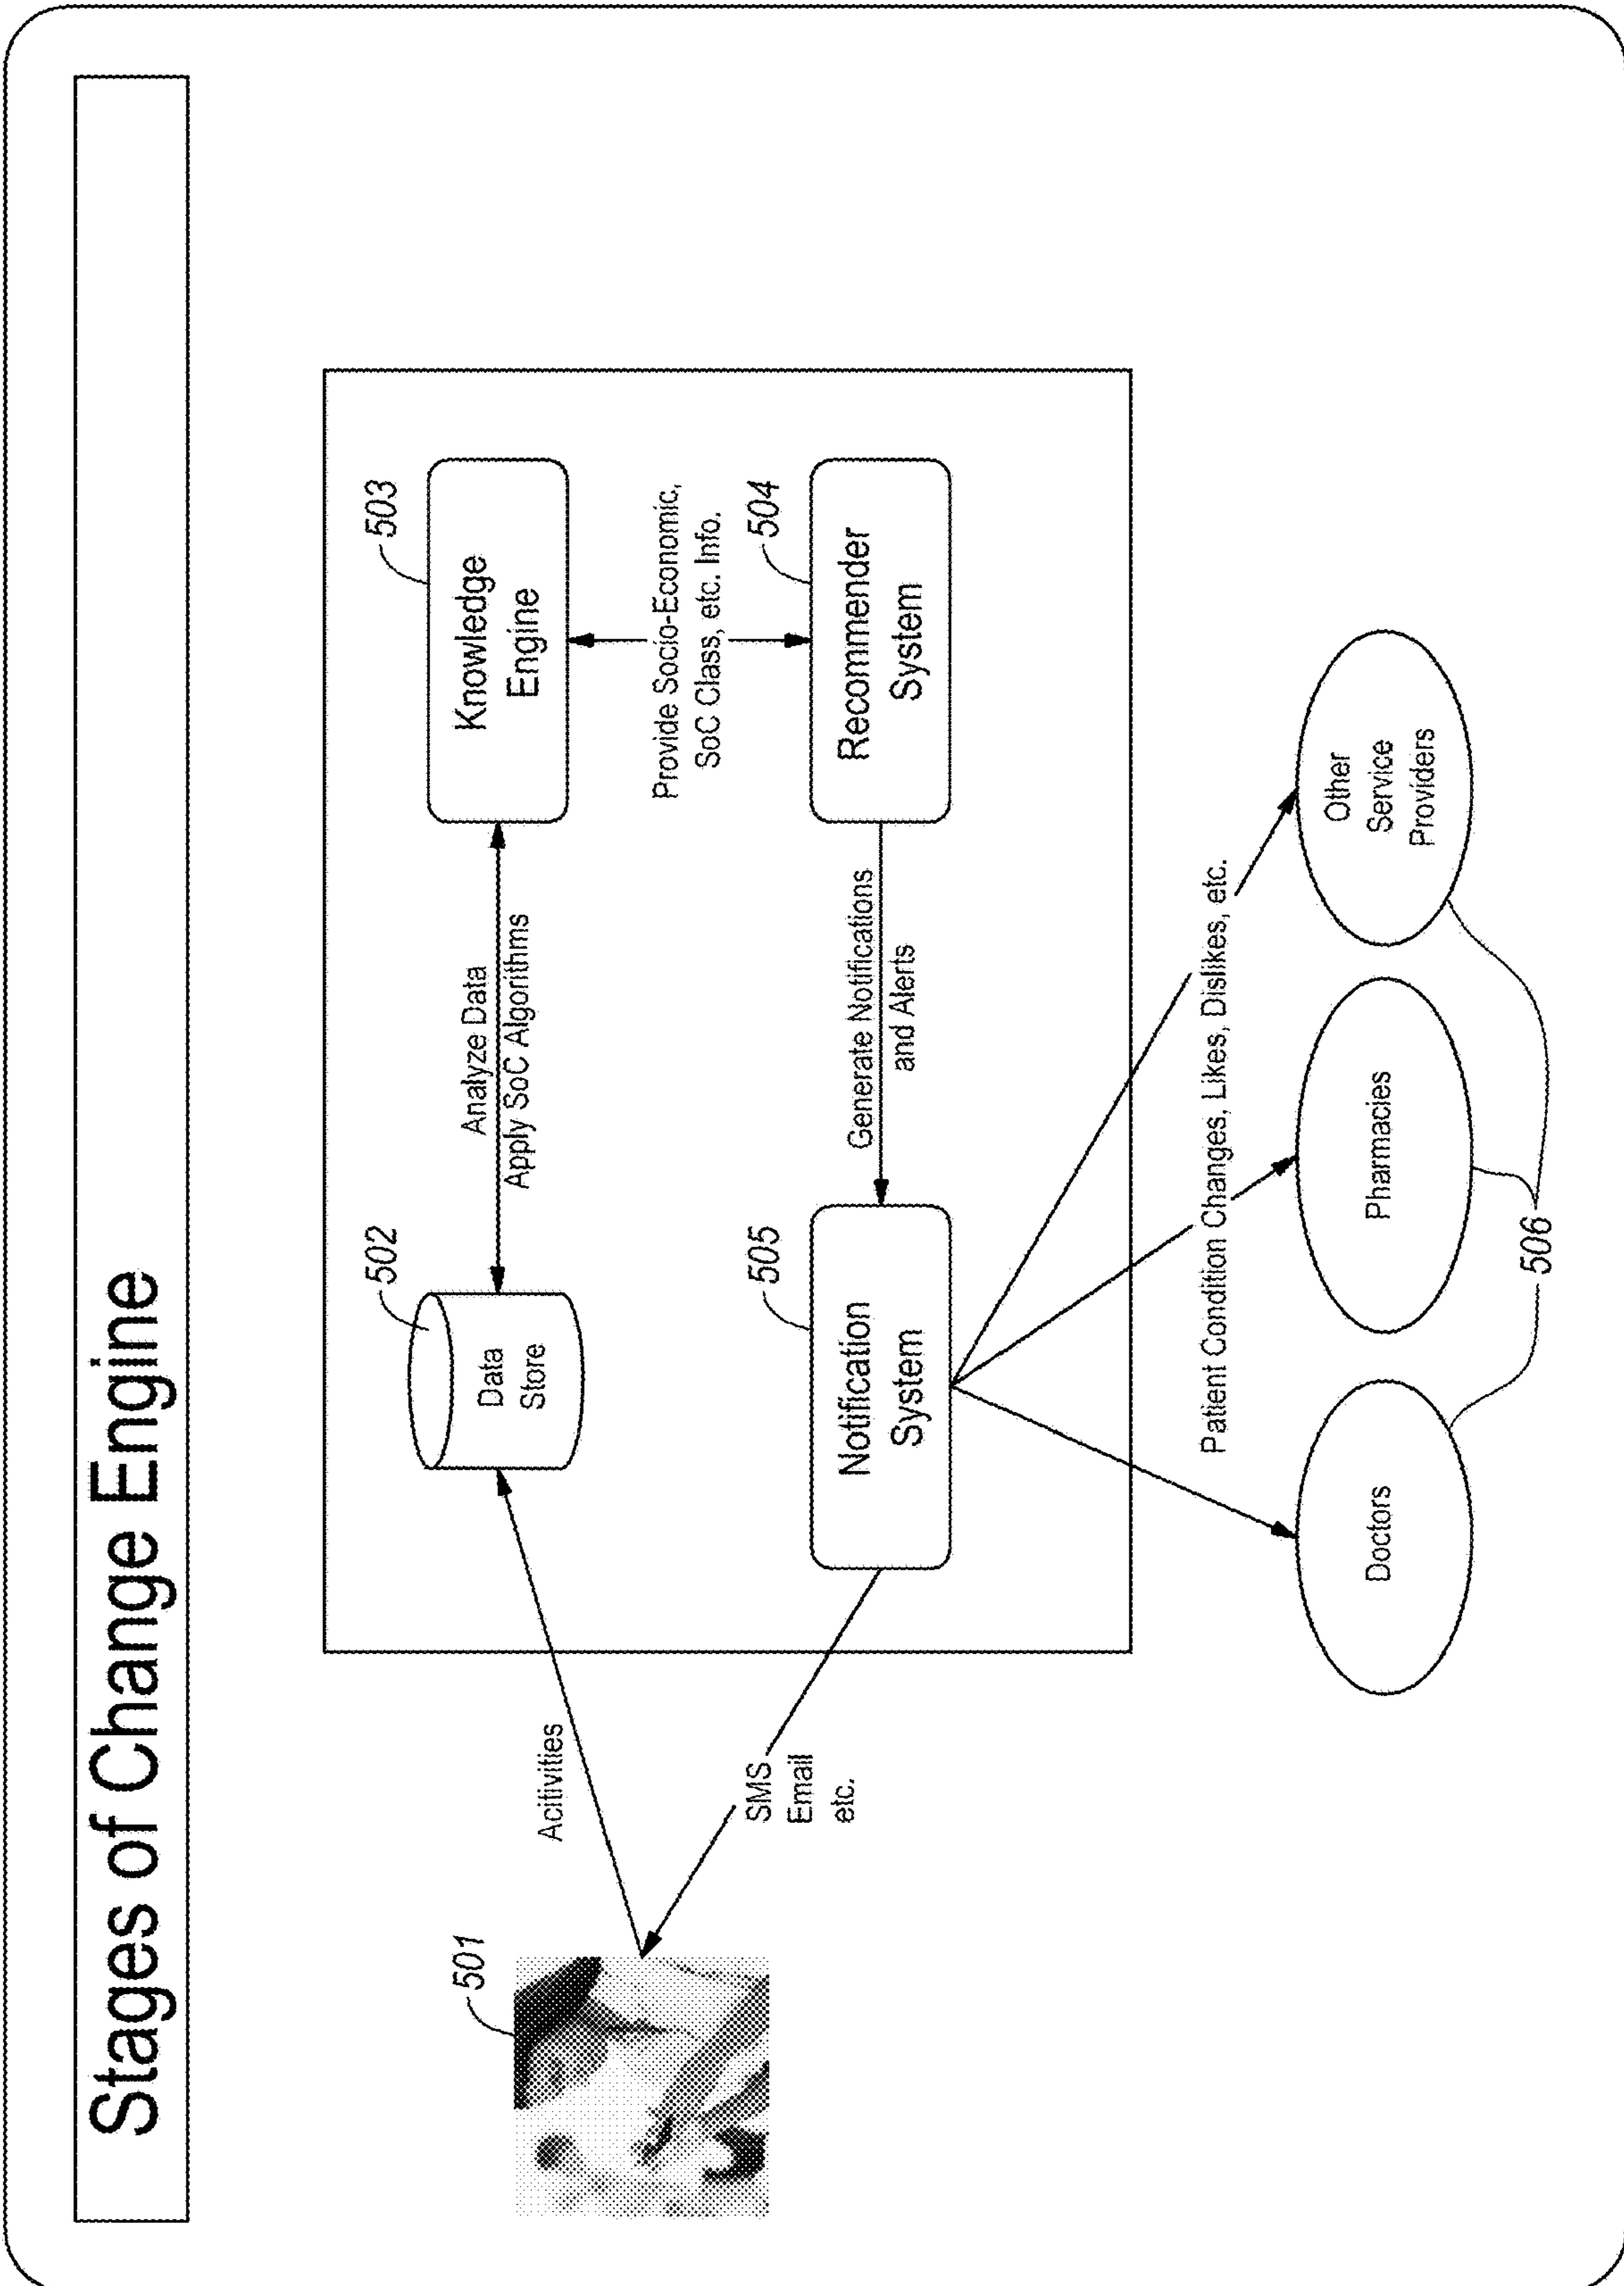 Stages of Change Engine
501
Acitivities
SMS
Email
etc.
502
Data
Store
Analyze Data
Apply SoC Algorithms
503
Knowledge
Engine
Provide Socio-Economic,
SoC Class, etc. Info.
504
Recommender
System
Generate Notifications
and Alerts
505
Notification
System
Patient Condition Changes, Likes, Dislikes, etc.
Doctors
Pharmacies
Other
Service
Providers
506